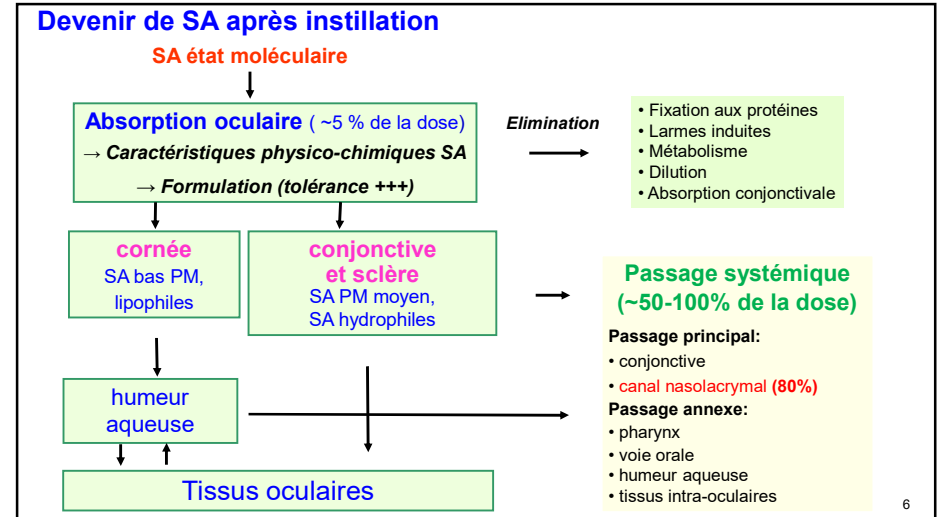 Devenir de SA après instillation
SA état moléculaire
Absorption oculaire ( ~5 % de la dose)
→ Caractéristiques physico-chimiques SA
→ Formulation (tolérance +++)
Elimination
• Fixation aux protéines
• Larmes induites
• Métabolisme
• Dilution
• Absorption conjonctivale
cornée
SA bas PM,
lipophiles
conjonctive
et sclère
SA PM moyen,
SA hydrophiles
Passage systémique
(~50-100% de la dose)
Passage principal:
• conjonctive
• canal nasolacrymal (80%)
Passage annexe:
• pharynx
• voie orale
• humeur aqueuse
• tissus intra-oculaires
humeur
aqueuse
Tissus oculaires
6